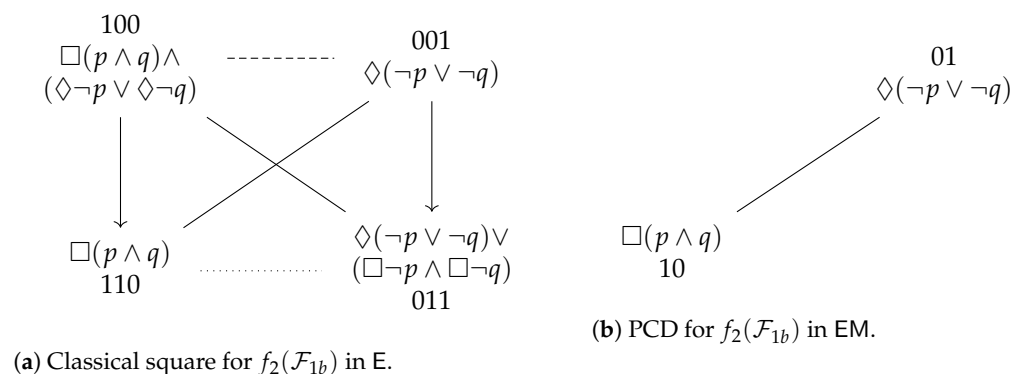 100
□(p ∧ q)∧
(◊¬p ∨ ◊¬q)
001
◊(¬p ∨ ¬q)
□(p ∧ q)
110
◊(¬p ∨ ¬q)∨
(□¬p ∧ □¬q)
011
(a) Classical square for f₂(ℱ₁b) in E.
01
◊(¬p ∨ ¬q)
□(p ∧ q)
10
(b) PCD for f₂(ℱ₁b) in EM.